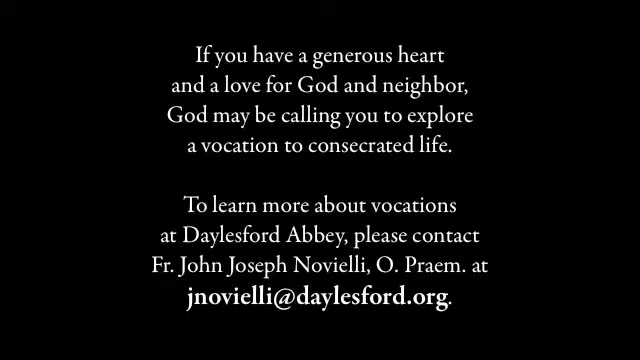 If you have a generous heart
and a love for God and neighbor,
God may be calling you to explore
a vocation to consecrated life.
To learn more about vocations
at Daylesford Abbey, please contact
Fr. John Joseph Novielli, O. Praem. at
jnovielli@daylesford.org.